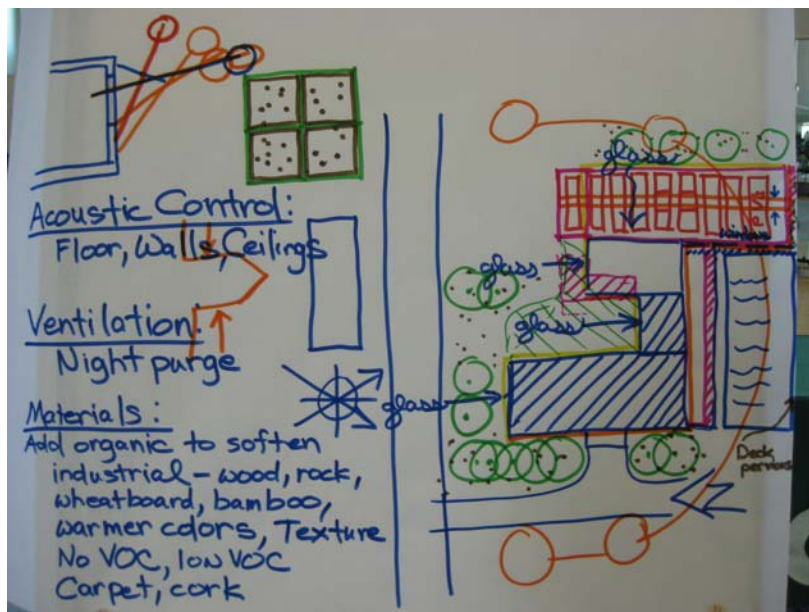 Acoustic Control:
Floor, Walls, Ceilings
Ventilation:
Night purge
Materials:
Add organic to soften
industrial - wood, rock,
wheatboard, bamboo,
warmer colors, Texture
No VOC, low VOC
Carpet, cork
glass
glass
glass
glass
Deck
pervious